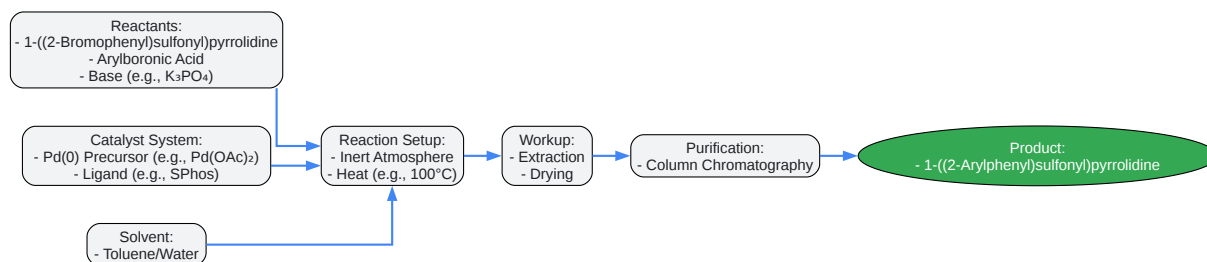 Reactants:
- 1-((2-Bromophenyl)sulfonyl)pyrrolidine
- Arylboronic Acid
- Base (e.g., K₃PO₄)
Catalyst System:
- Pd(0) Precursor (e.g., Pd(OAc)₂)
- Ligand (e.g., SPhos)
Solvent:
- Toluene/Water
Reaction Setup:
- Inert Atmosphere
- Heat (e.g., 100°C)
Workup:
- Extraction
- Drying
Purification:
- Column Chromatography
Product:
- 1-((2-Arylphenyl)sulfonyl)pyrrolidine